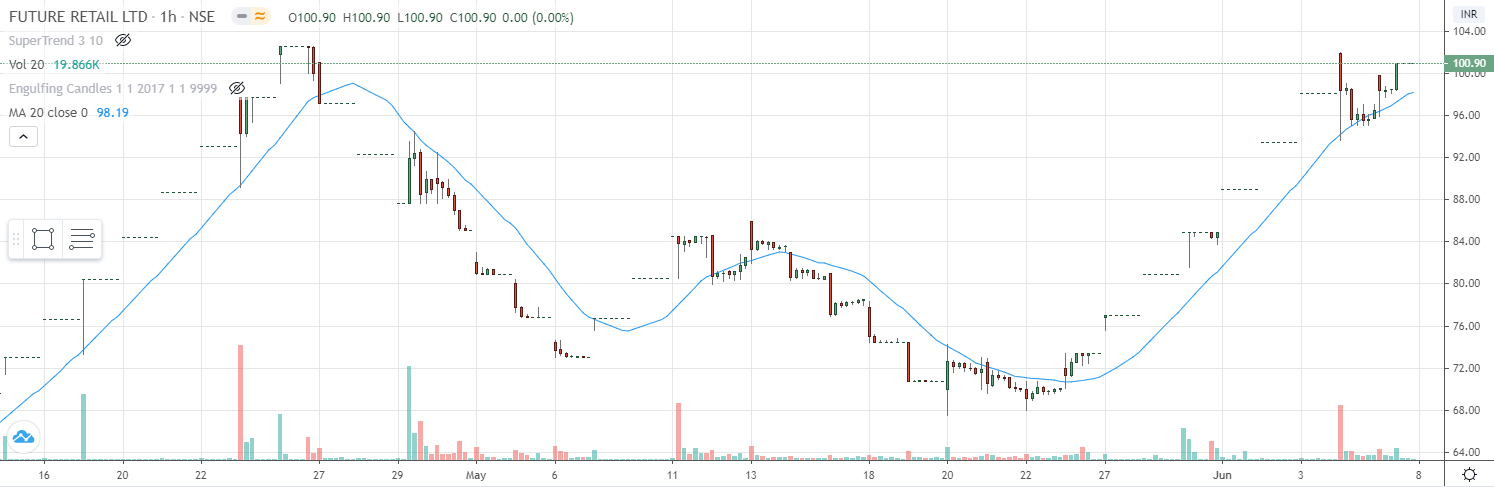 FUTURE RETAIL LTD · 1h · NSE O100.90 H100.90 L100.90 C100.90 0.00 (0.00%)
INR
SuperTrend 3 10
Vol 20 19.866K
Engulfing Candles 1 1 2017 1 1 9999
MA 20 close 0 98.19
104.00
100.90
100.00
96.00
92.00
88.00
84.00
80.00
76.00
72.00
68.00
64.00
16 20 22 27 29 May 6 11 13 18 20 22 27 Jun 3 8